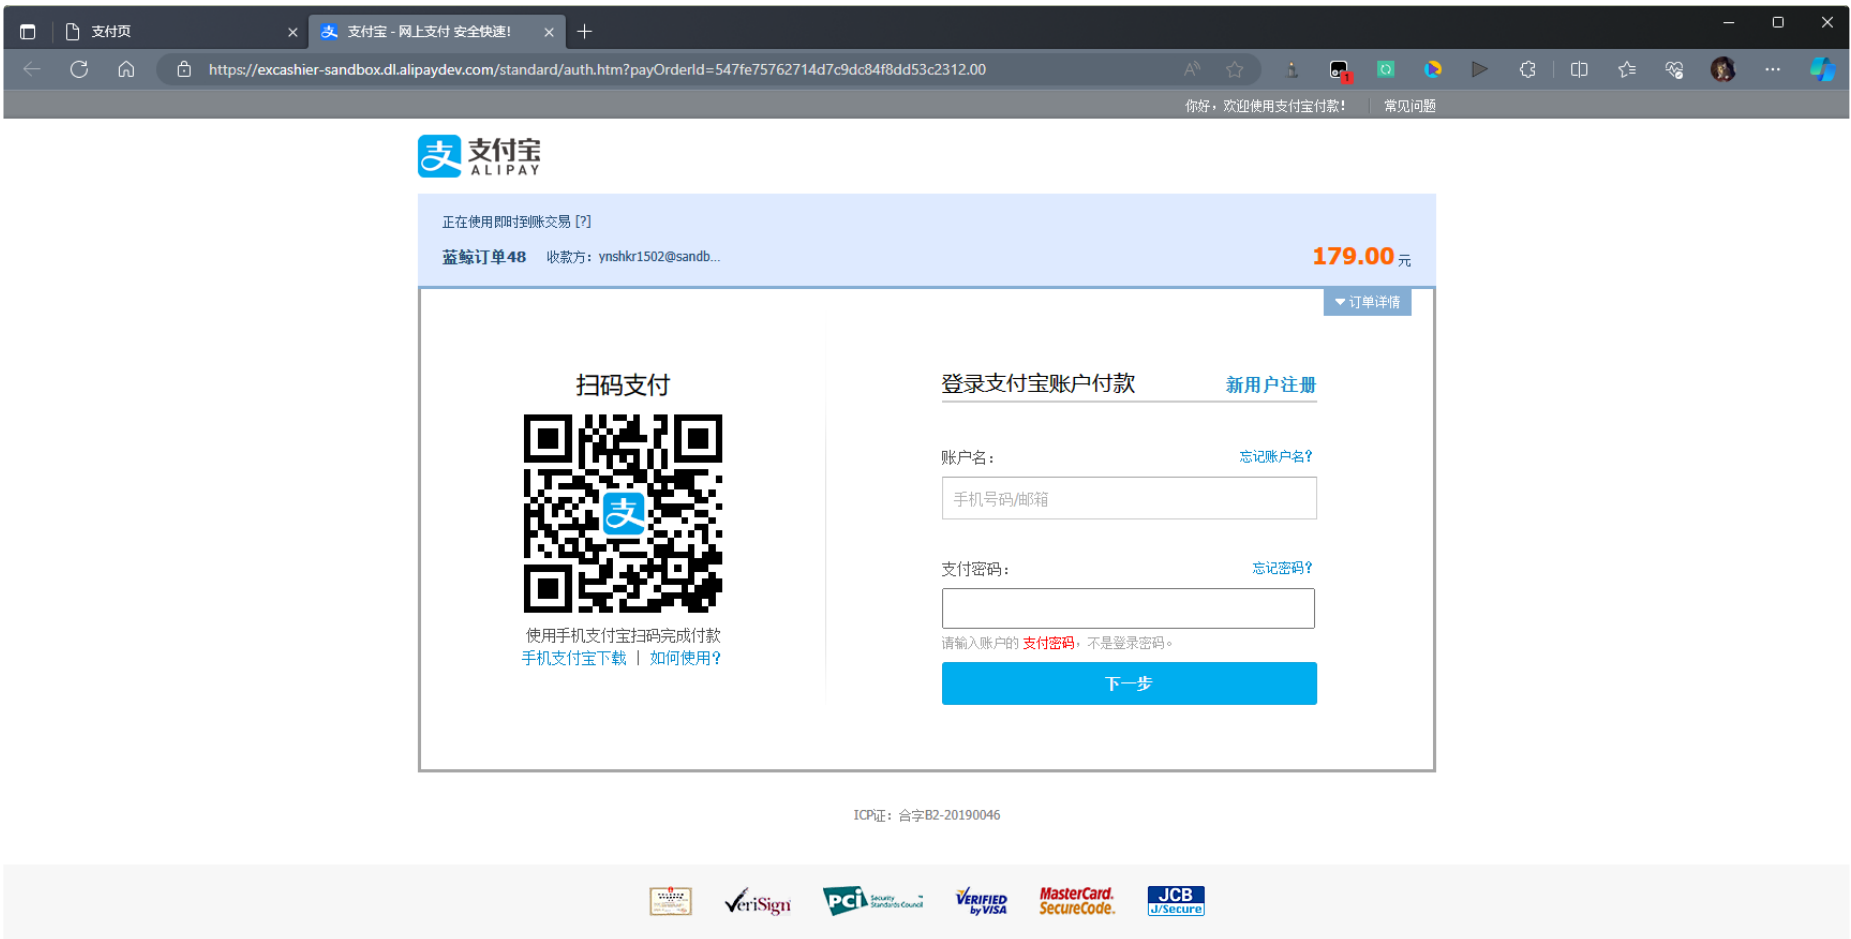 支付页
支付宝 - 网上支付 安全快速!
https://excashier-sandbox.dl.alipaydev.com/standard/auth.htm?payOrderId=547fe75762714d7c9dc84f8dd53c2312.00
1
你好，欢迎使用支付宝付款!
常见问题
支 支付宝
ALIPAY
正在使用即时到账交易 [?]
蓝鲸订单48 收款方：ynshkr1502@sandb...
179.00 元
订单详情
扫码支付
支
使用手机支付宝扫码完成付款
手机支付宝下载 | 如何使用?
登录支付宝账户付款
新用户注册
账户名：
忘记账户名?
手机号码/邮箱
支付密码：
忘记密码?
请输入账户的 支付密码，不是登录密码。
下一步
ICP证：合字B2-20190046
VeriSign
PCI Security Standards Council
VERIFIED by VISA
MasterCard. SecureCode.
JCB J/Secure